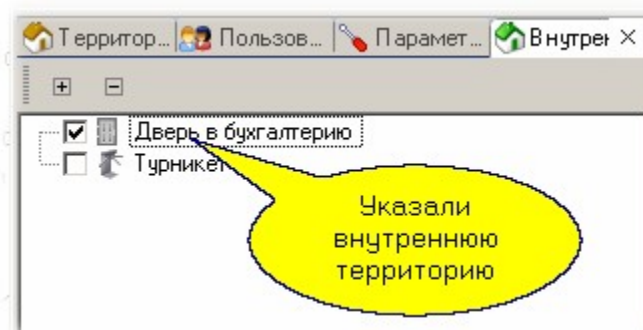 Территор... Пользов... Парамет... Внутрен
Дверь в бухгалтерию
Турникет
Указали
внутреннюю
территорию